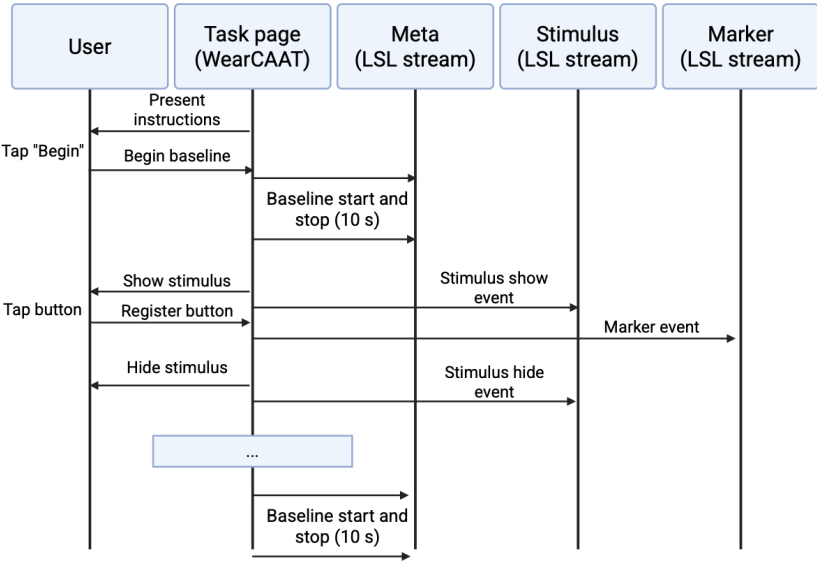 User
Task page
(WearCAAT)
Meta
(LSL stream)
Stimulus
(LSL stream)
Marker
(LSL stream)
Present
instructions
Tap "Begin"
Begin baseline
Baseline start and
stop (10 s)
Show stimulus
Stimulus show
event
Tap button
Register button
Marker event
Hide stimulus
Stimulus hide
event
...
Baseline start and
stop (10 s)